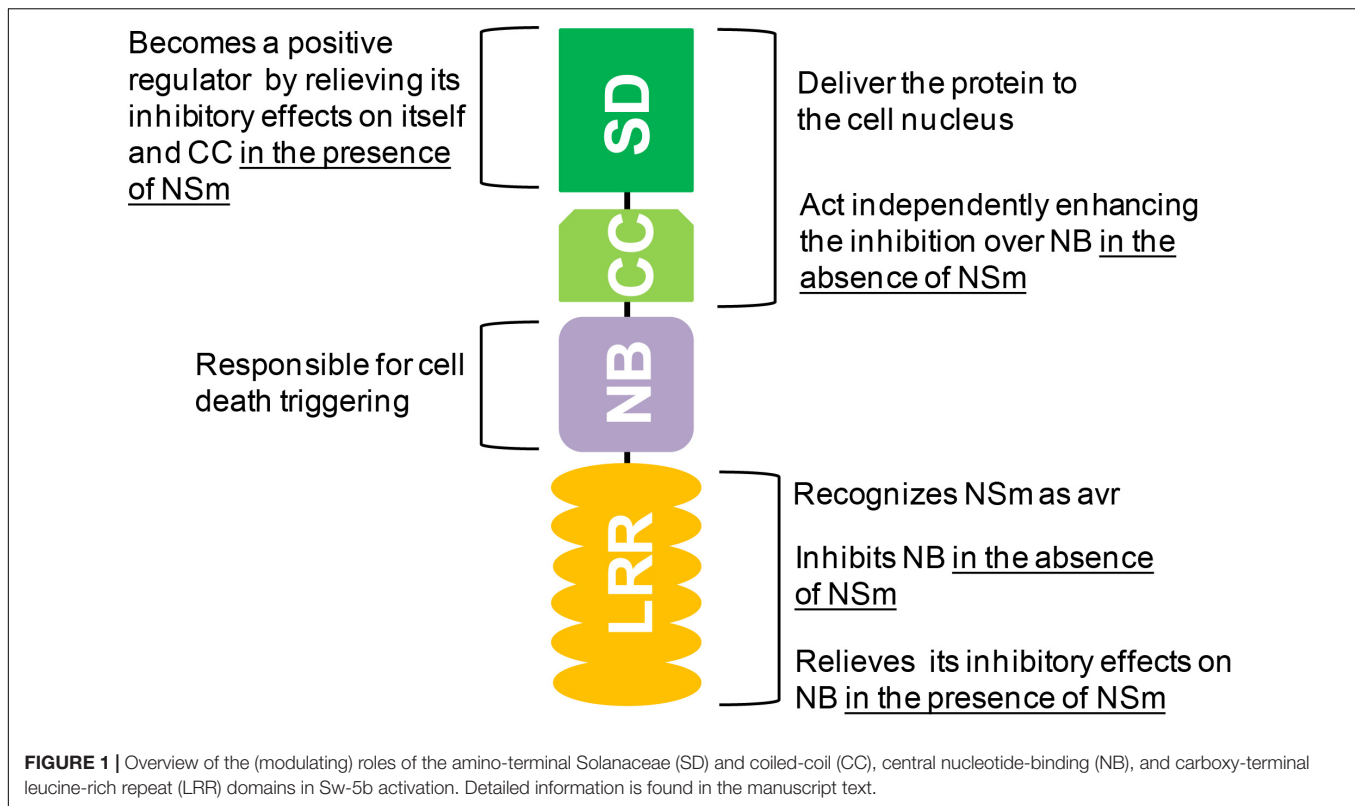 Becomes a positive
regulator by relieving its
inhibitory effects on itself
and CC in the presence
of NSm
SD
Deliver the protein to
the cell nucleus
CC
Act independently enhancing
the inhibition over NB in the
absence of NSm
Responsible for cell
death triggering
NB
LRR
Recognizes NSm as avr
Inhibits NB in the absence
of NSm
Relieves its inhibitory effects on
NB in the presence of NSm
FIGURE 1 | Overview of the (modulating) roles of the amino-terminal Solanaceae (SD) and coiled-coil (CC), central nucleotide-binding (NB), and carboxy-terminal
leucine-rich repeat (LRR) domains in Sw-5b activation. Detailed information is found in the manuscript text.